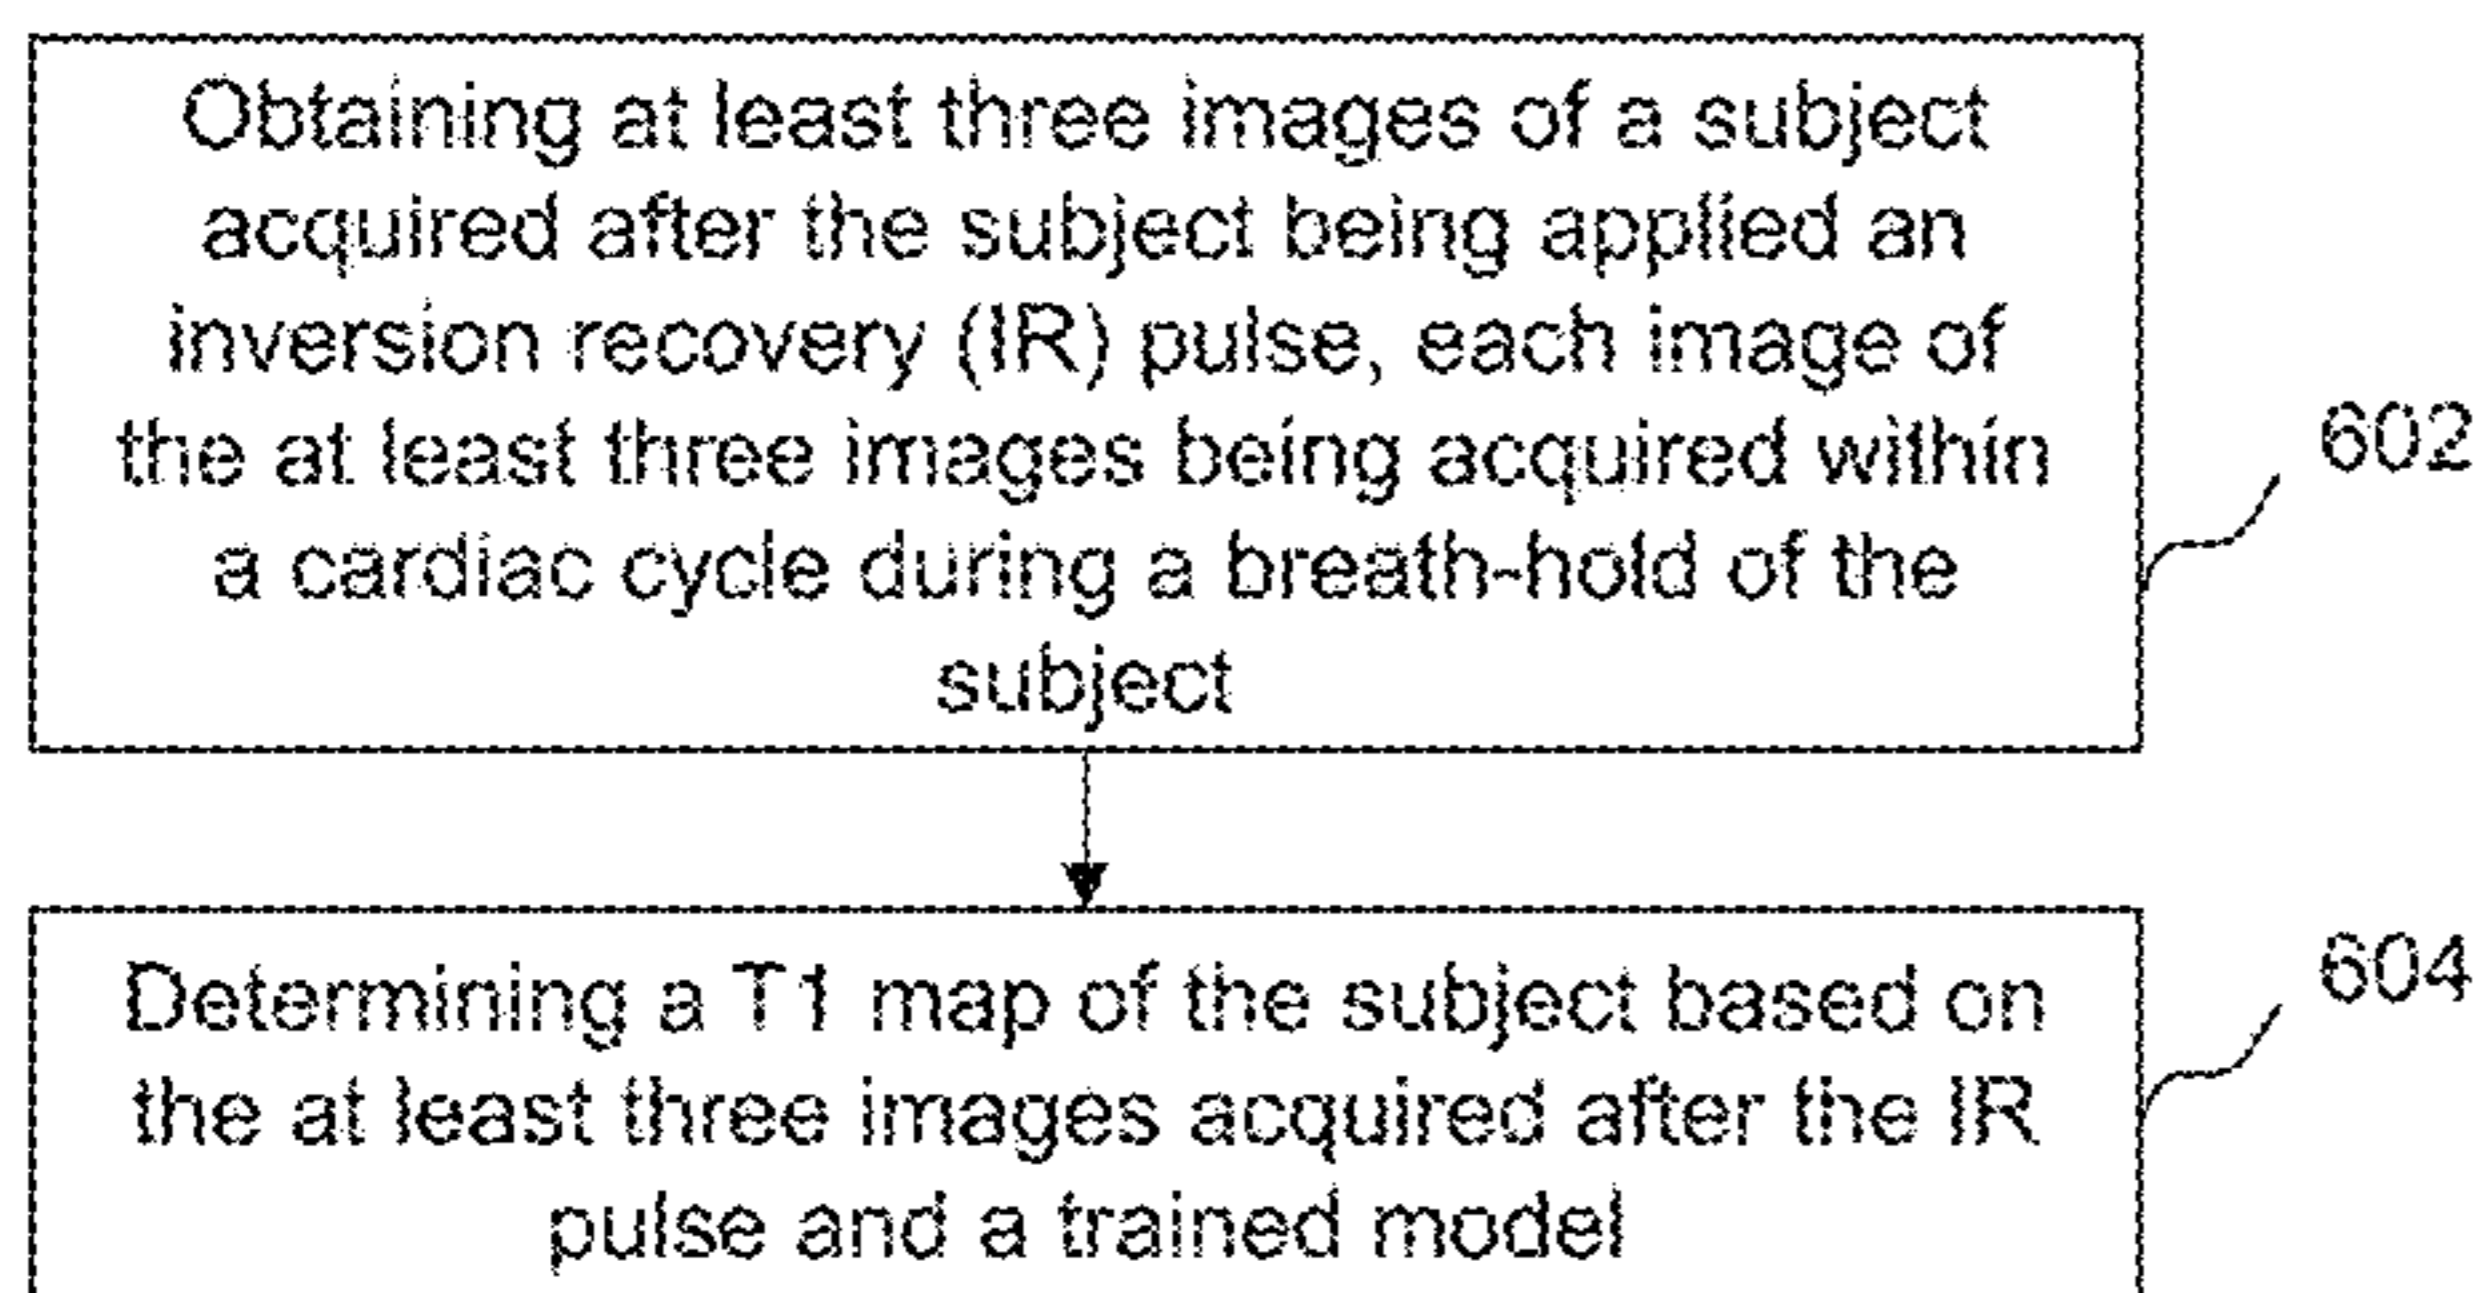 Obtaining at least three images of a subject
acquired after the subject being applied an
inversion recovery (IR) pulse, each image of
the at least three images being acquired within
a cardiac cycle during a breath-hold of the
subject
602
Determining a T1 map of the subject based on
the at least three images acquired after the IR
pulse and a trained model
604